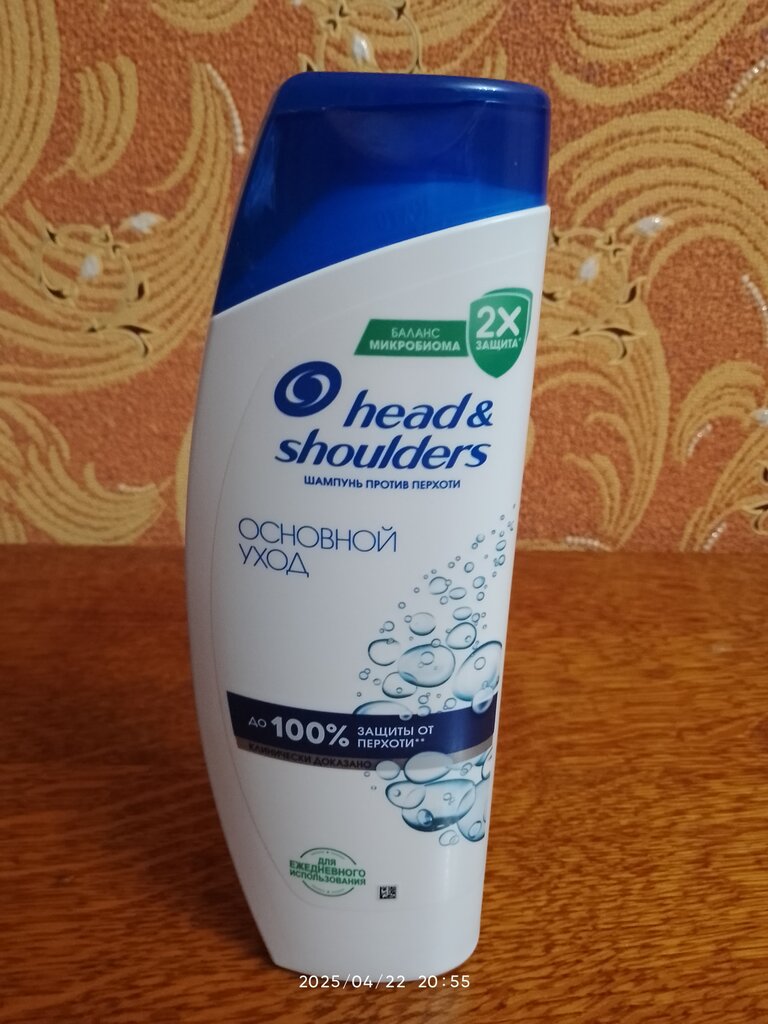 БАЛАНС
МИКРОБИОМА
2X
ЗАЩИТА*
head &
shoulders
ШАМПУНЬ ПРОТИВ ПЕРХОТИ
ОСНОВНОЙ
УХОД
ДО 100% ЗАЩИТЫ ОТ
ПЕРХОТИ**
КЛИНИЧЕСКИ ДОКАЗАНО
ДЛЯ
ЕЖЕДНЕВНОГО
ИСПОЛЬЗОВАНИЯ
2025/04/22 20:55